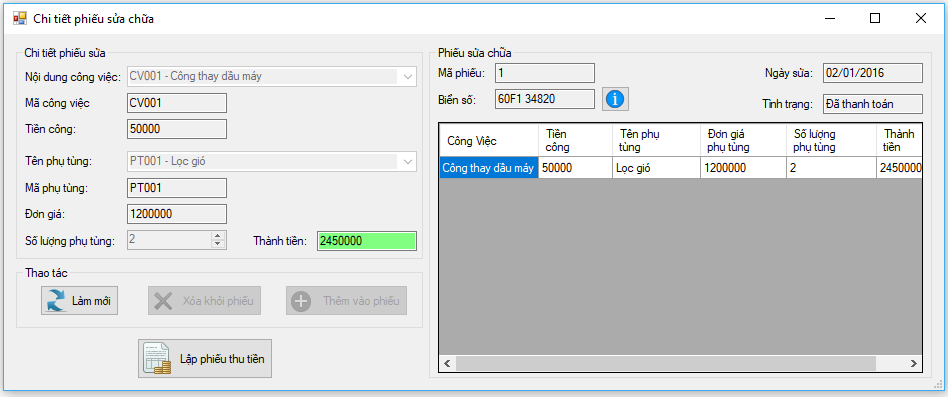 Chi tiết phiếu sửa chữa
Chi tiết phiếu sửa
Nội dung công việc: CV001 - Công thay dầu máy
Mã công việc CV001
Tiền công: 50000
Tên phụ tùng: PT001 - Lọc gió
Mã phụ tùng: PT001
Đơn giá: 1200000
Số lượng phụ tùng: 2 Thành tiền: 2450000
Thao tác
Làm mới Xóa khỏi phiếu Thêm vào phiếu
Lập phiếu thu tiền
Phiếu sửa chữa
Mã phiếu: 1 Ngày sửa: 02/01/2016
Biển số: 60F1 34820 Tình trạng: Đã thanh toán
Công Việc Tiền công Tên phụ tùng Đơn giá phụ tùng Số lượng phụ tùng Thành tiền
Công thay dầu máy 50000 Lọc gió 1200000 2 2450000